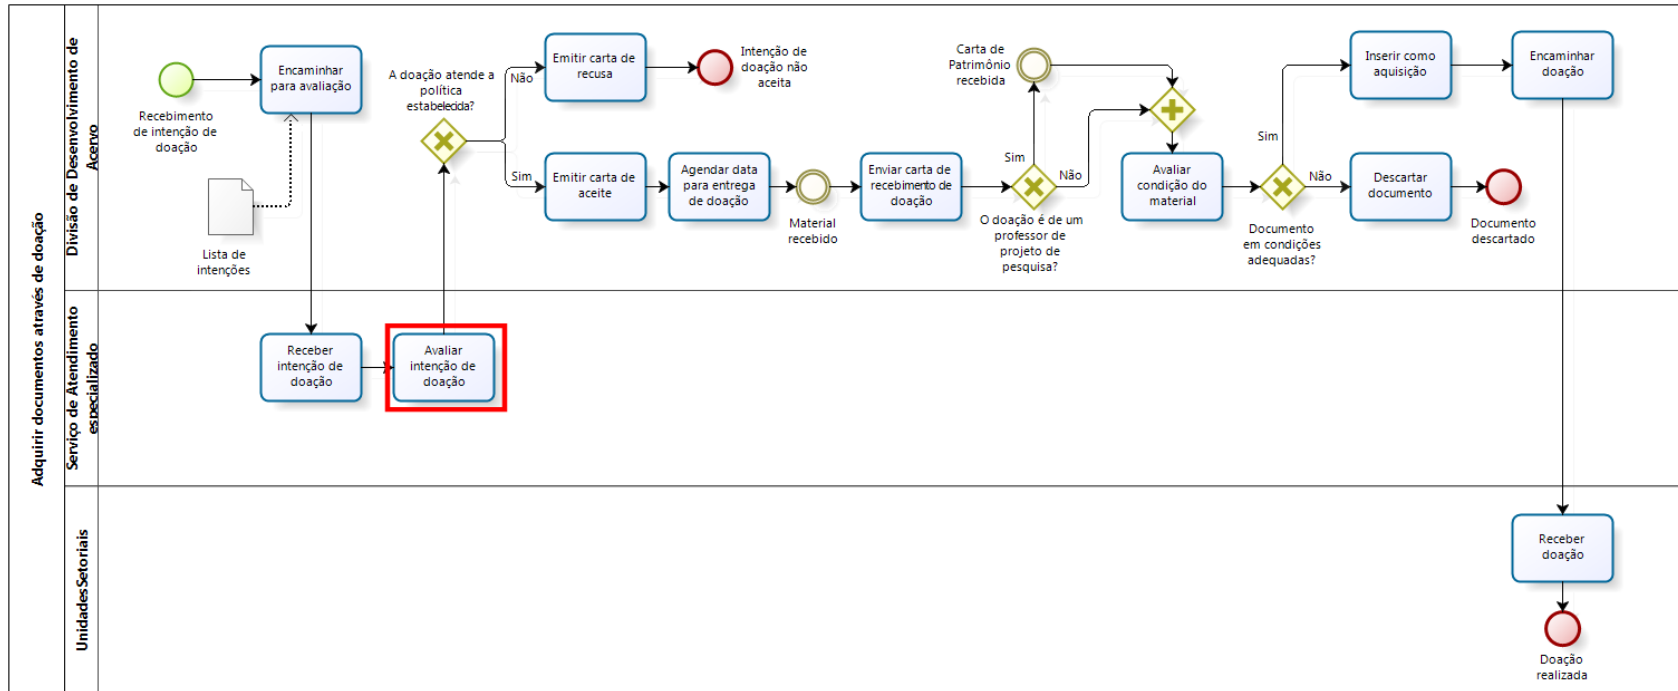 Adquirir documentos através de doação
Divisão de Desenvolvimento de
Acervo
Recebimento
de intenção de
doação
Encaminhar
para avaliação
Lista de
intenções
A doação atende a
política
estabelecida?
Não
Sim
Emitir carta de
recusa
Intenção de
doação não
aceita
Emitir carta de
aceite
Agendar data
para entrega
de doação
Material
recebido
Enviar carta de
recebimento de
doação
Carta de
Patrimônio
recebida
Sim
Não
O doação é de um
professor de
projeto de
pesquisa?
Avaliar
condição do
material
Sim
Não
Documento
em condições
adequadas?
Inserir como
aquisição
Encaminhar
doação
Descartar
documento
Documento
descartado
Serviço de Atendimento
especializado
Receber
intenção de
doação
Avaliar
intenção de
doação
UnidadesSetoriais
Receber
doação
Doação
realizada